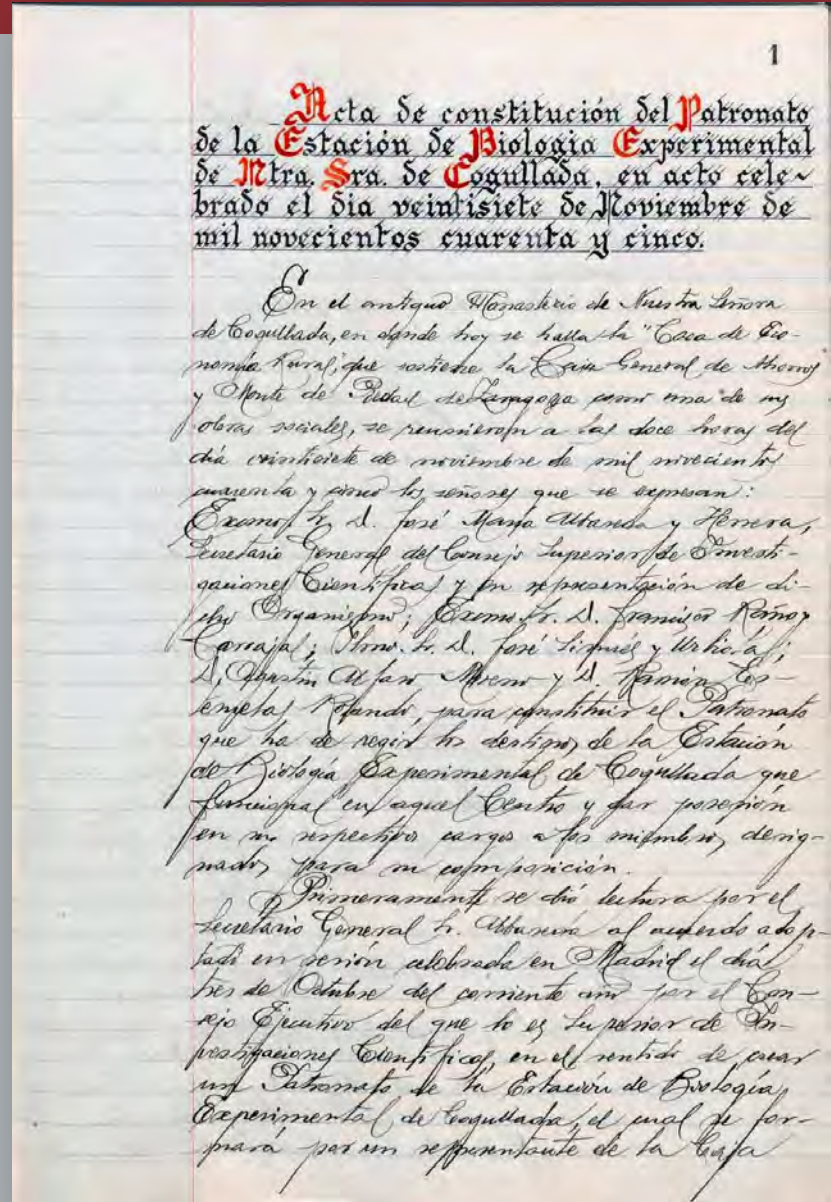 1
Acta de constitución del Patronato
de la Estación de Biologia Experimental
de Ntra. Sra. de Cogullada, en acto cele-
brado el dia veintisiete de Noviembre de
mil novecientos cuarenta y cinco.
En el antiguo Monasterio de Nuestra Señora
de Cogullada, en donde hoy se halla la "Casa de Eco-
nomía Rural", que sostiene la Caja General de Ahorros
y Monte de Piedad de Zaragoza como una de sus
obras sociales, se reunieron a las doce horas del
día veintisiete de noviembre de mil novecientos
cuarenta y cinco los señores que se expresan:
Excmo. Sr. D. José María Albareda y Herrera,
Secretario General del Consejo Superior de Investi-
gaciones Científicas y en representación de di-
cho Organismo; Excmo. Sr. D. Francisco
Carvajal; Ilmo. Sr. D. José Sinués y Urbiola;
D. Agustín Alfaro Moreno y D. Ramón Es-
Rotando, para constituir el Patronato
que ha de regir los destinos de la Estación
de Biología Experimental de Cogullada que
funciona en aquel Centro y dar posesión
en sus respectivos cargos a los miembros desig-
nados para su composición.
Primeramente se dió lectura por el
Secretario General Sr. Albareda al acuerdo adop-
tado en sesión celebrada en Madrid el día
tres de Octubre del corriente año por el Con-
sejo Ejecutivo del que lo es Superior de In-
vestigaciones Científicas, en el sentido de crear
un Patronato de la Estación de Biología
Experimental de Cogullada, el cual se for-
mará por un representante de la Caja